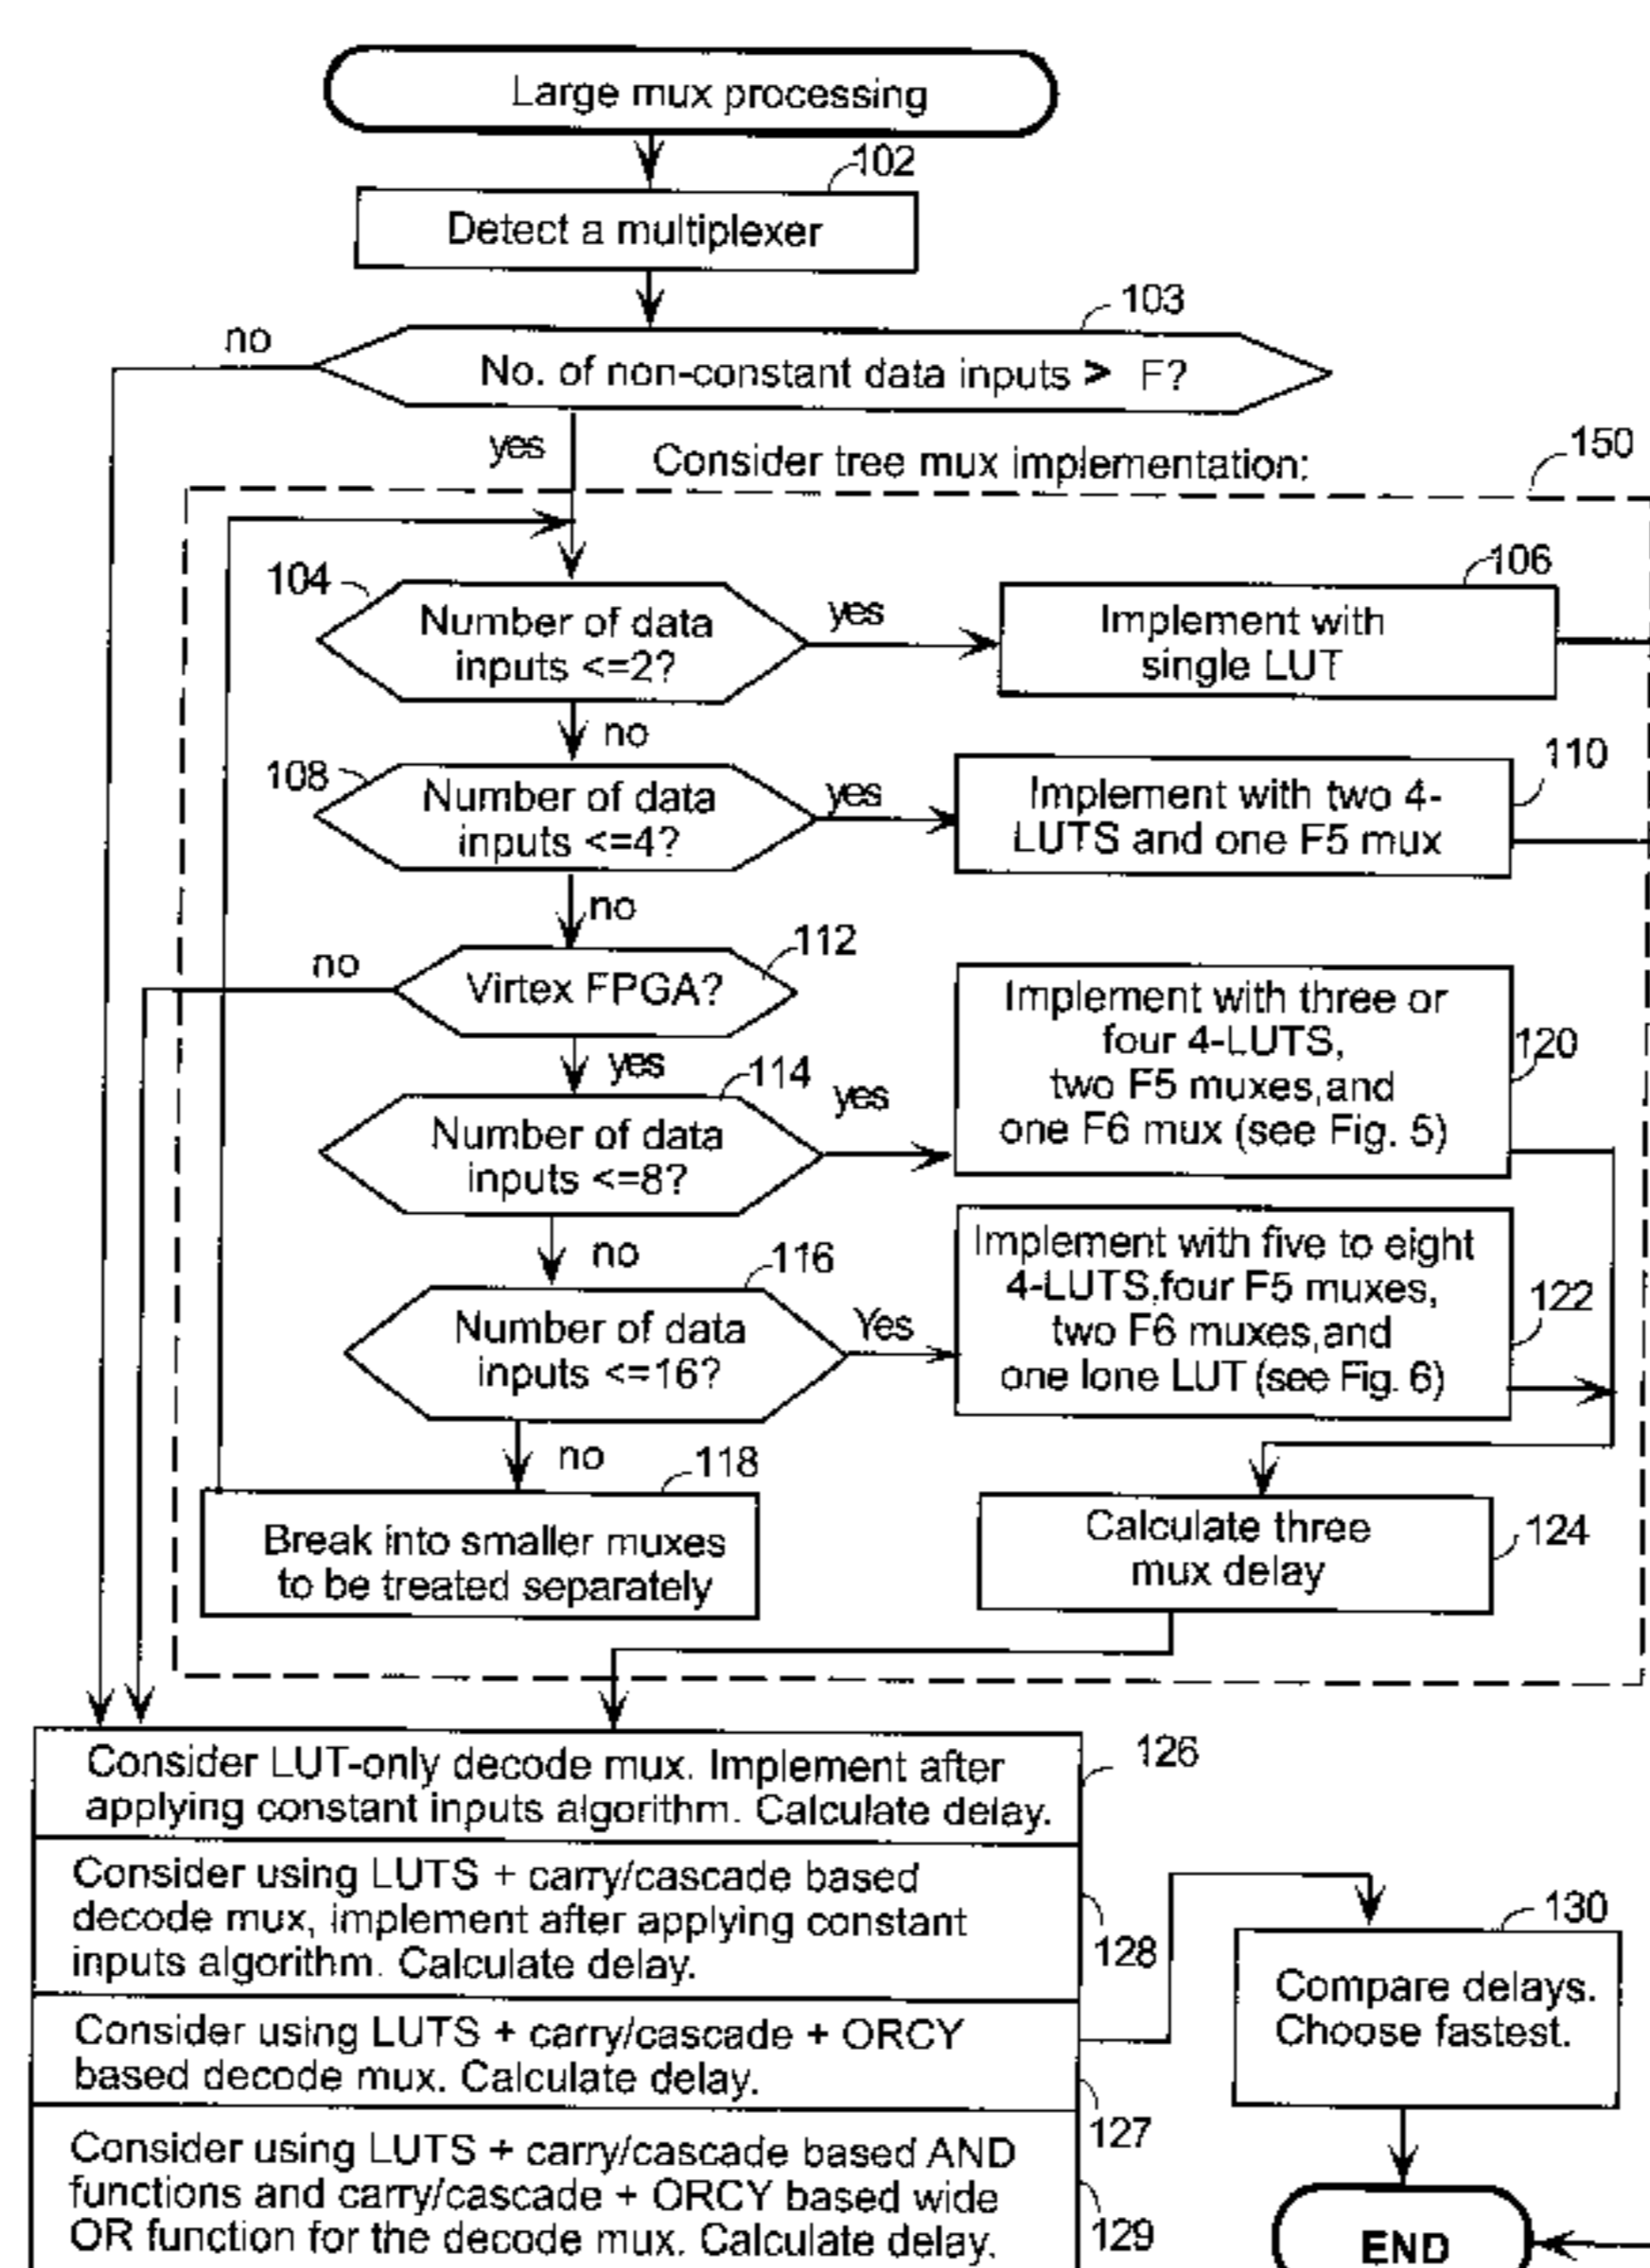 Large mux processing
102
Detect a multiplexer
103
no
No. of non-constant data inputs > F?
yes
Consider tree mux implementation:
150
104
Number of data
inputs <=2?
yes
106
Implement with
single LUT
no
108
Number of data
inputs <=4?
yes
110
Implement with two 4-
LUTS and one F5 mux
no
112
no
Virtex FPGA?
yes
114
Number of data
inputs <=8?
yes
Implement with three or
four 4-LUTS,
two F5 muxes,and
one F6 mux (see Fig. 5)
120
no
116
Number of data
inputs <=16?
Yes
Implement with five to eight
4-LUTS,four F5 muxes,
two F6 muxes,and
one lone LUT (see Fig. 6)
122
no
118
Break into smaller muxes
to be treated separately
Calculate three
mux delay
124
Consider LUT-only decode mux. Implement after
applying constant inputs algorithm. Calculate delay.
126
Consider using LUTS + carry/cascade based
decode mux, implement after applying constant
inputs algorithm. Calculate delay.
128
Consider using LUTS + carry/cascade + ORCY
based decode mux. Calculate delay.
127
Consider using LUTS + carry/cascade based AND
functions and carry/cascade + ORCY based wide
OR function for the decode mux. Calculate delay.
129
130
Compare delays.
Choose fastest.
END